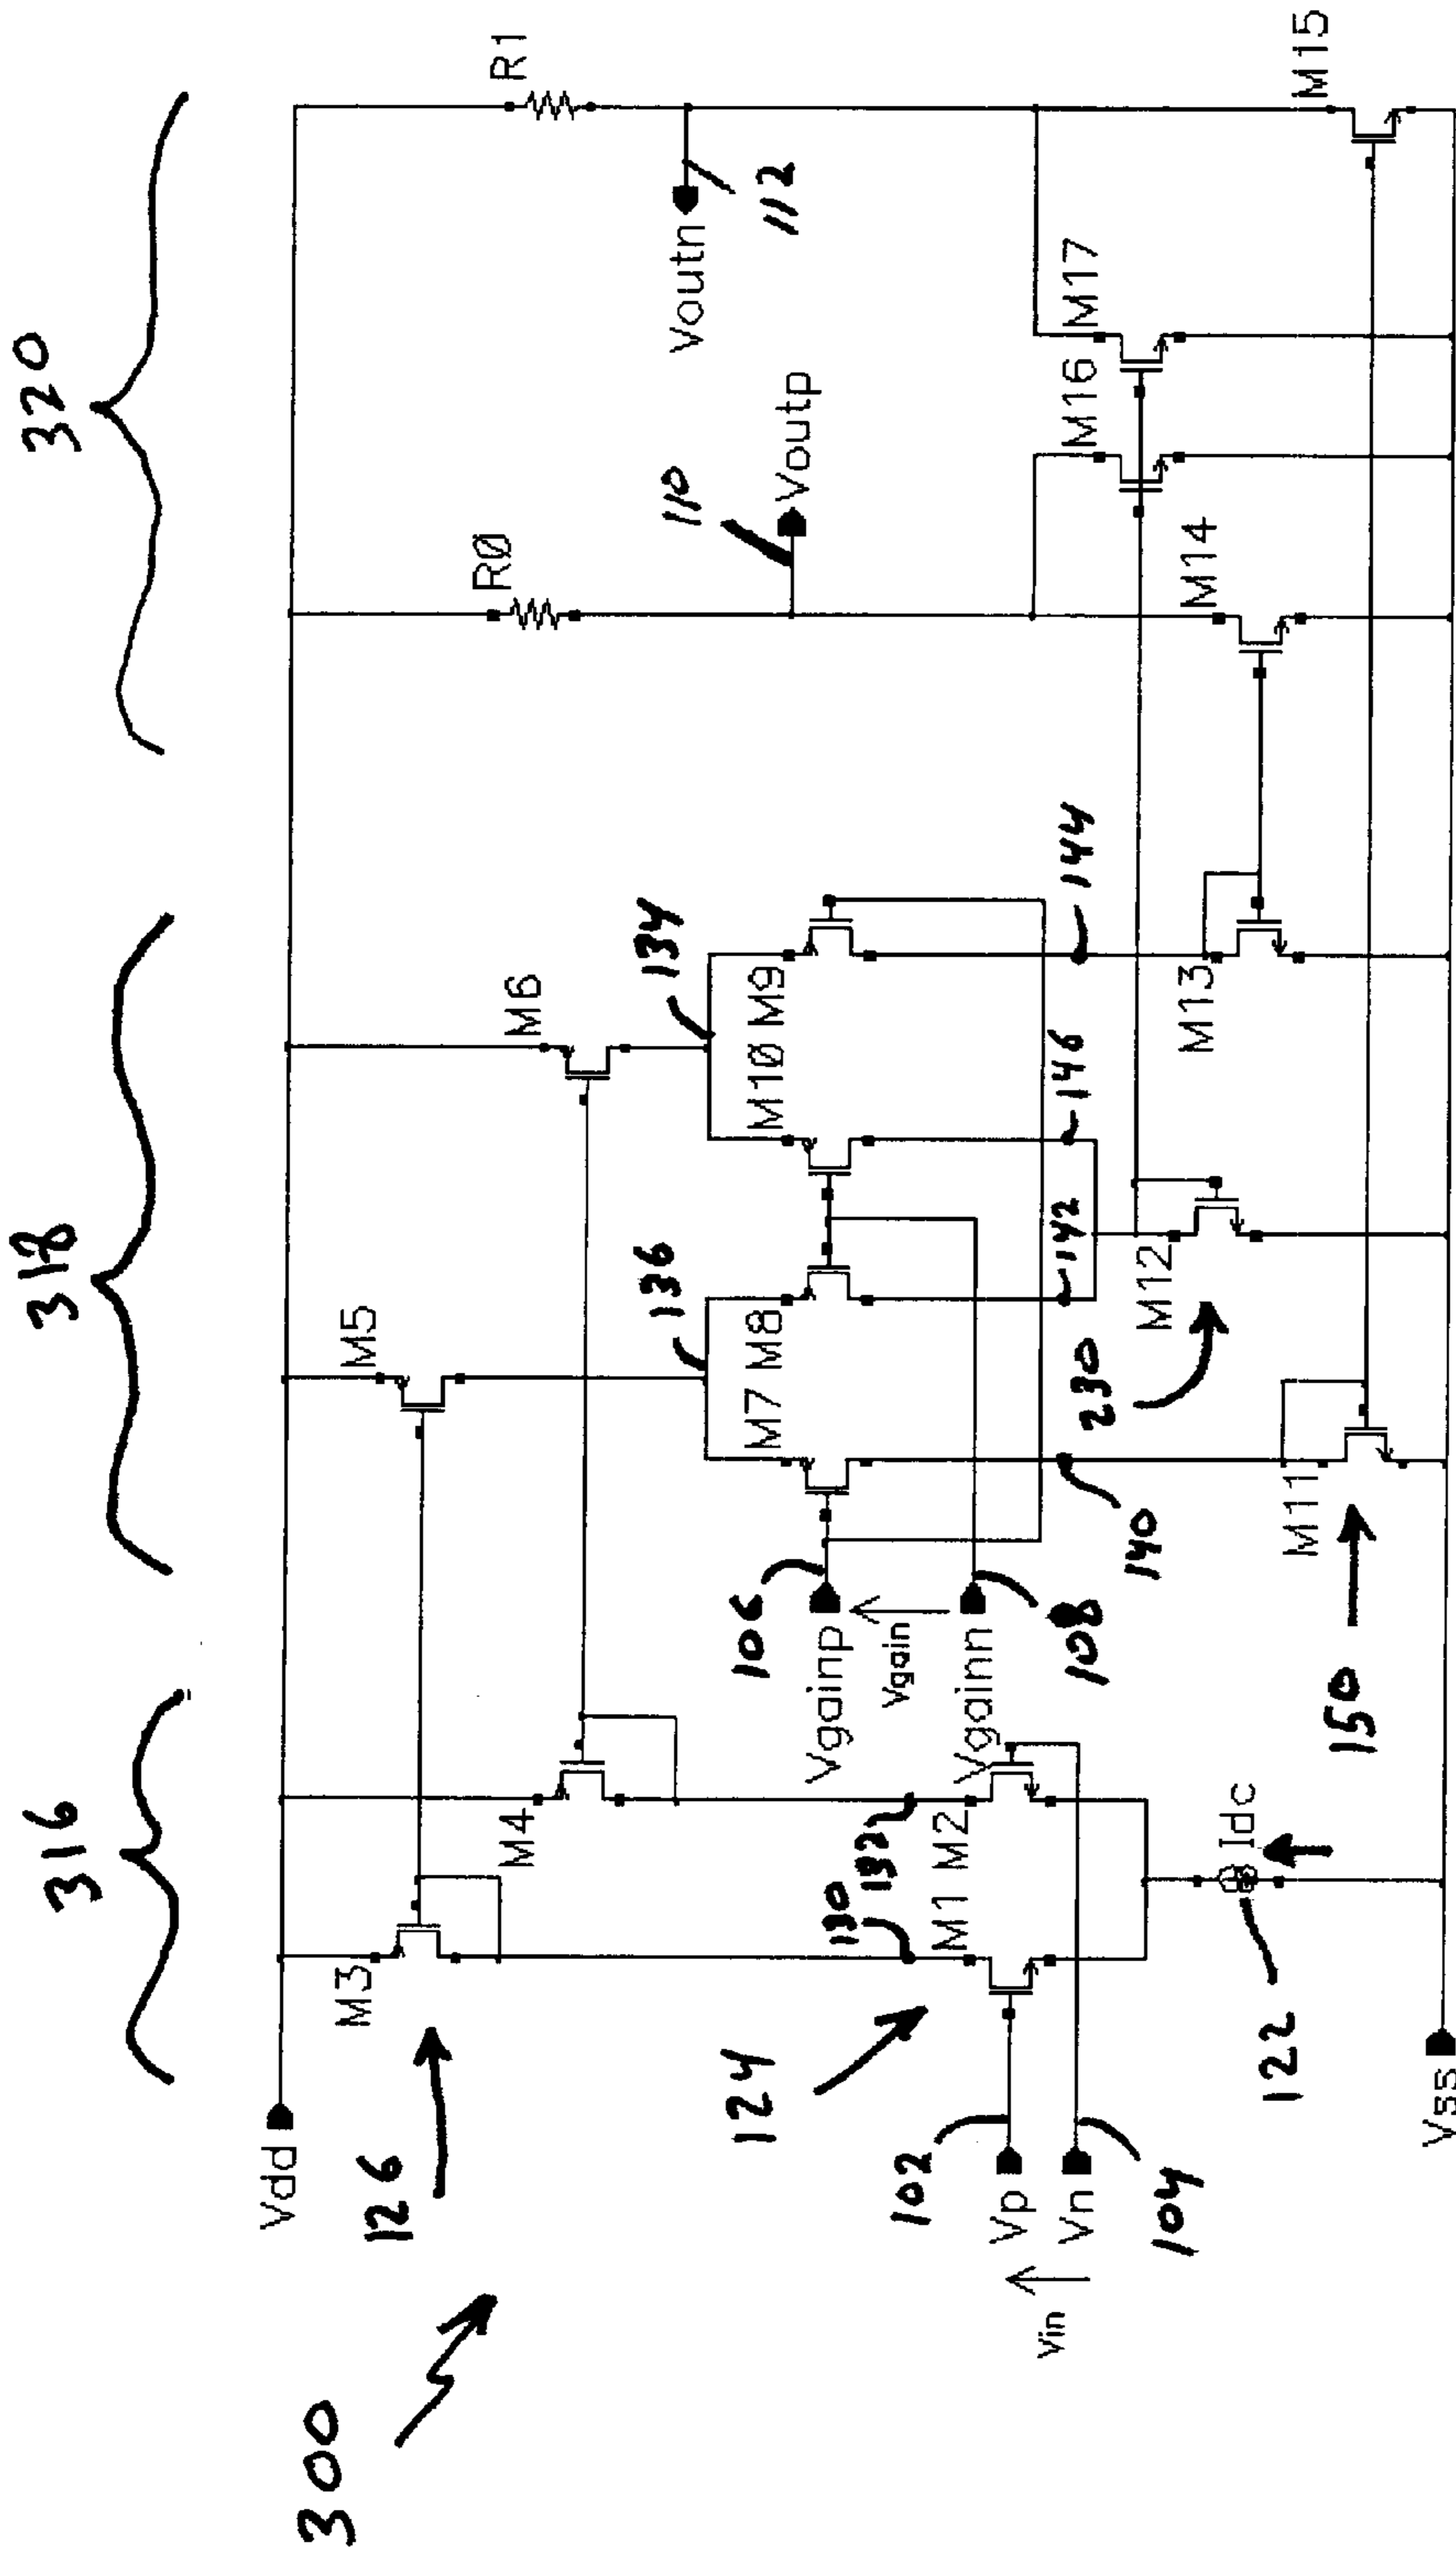 300
316
318
320
Vdd
126
M3
M4
M5
M6
R0
R1
124
130
132
136
134
110
Voutp
Voutn
112
102
Vp
Vin
Vn
104
M1 M2
106
Vgainp
Vgain
Vgainn
108
M7 M8
M10 M9
140
142
146
144
122
Idc
150
M11
230
M12
M13
M14
M16
M17
M15
Vss